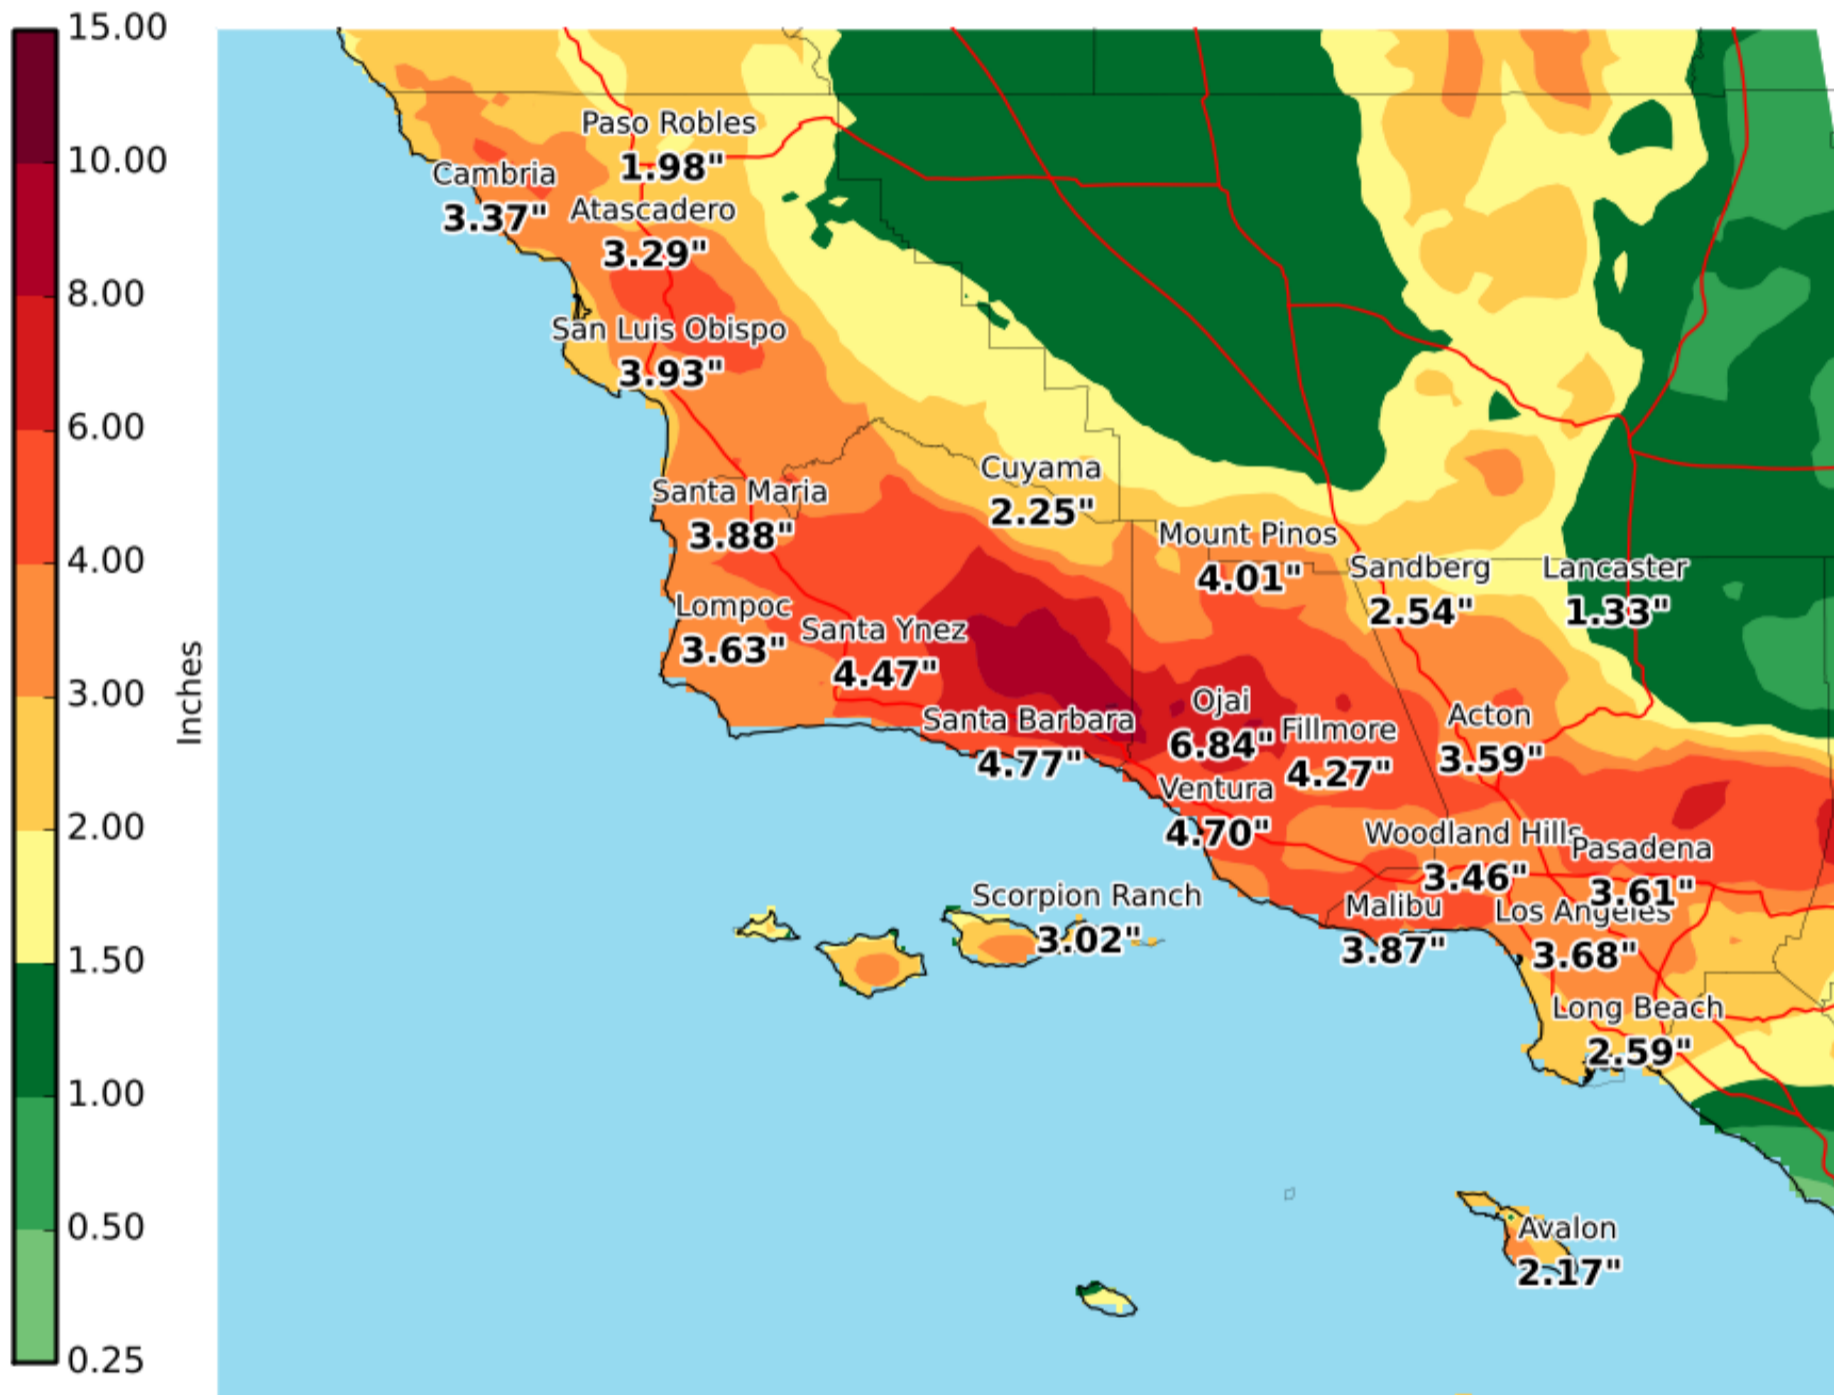 15.00
10.00
8.00
6.00
4.00
3.00
2.00
1.50
1.00
0.50
0.25
Inches
Paso Robles
1.98"
Cambria
3.37"
Atascadero
3.29"
San Luis Obispo
3.93"
Cuyama
2.25"
Santa Maria
3.88"
Mount Pinos
4.01"
Sandberg
2.54"
Lancaster
1.33"
Lompoc
3.63"
Santa Ynez
4.47"
Ojai
6.84"
Santa Barbara
4.77"
Fillmore
4.27"
Acton
3.59"
Ventura
4.70"
Woodland Hills
3.46"
Pasadena
3.61"
Scorpion Ranch
3.02"
Malibu
3.87"
Los Angeles
3.68"
Long Beach
2.59"
Avalon
2.17"